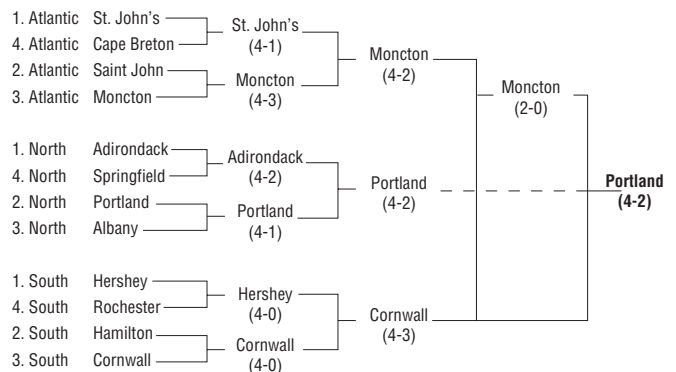 1. Atlantic St. John's
4. Atlantic Cape Breton
St. John's
(4-1)
2. Atlantic Saint John
3. Atlantic Moncton
Moncton
(4-3)
Moncton
(4-2)
Moncton
(2-0)
1. North Adirondack
4. North Springfield
Adirondack
(4-2)
2. North Portland
3. North Albany
Portland
(4-1)
Portland
(4-2)
Portland
(4-2)
1. South Hershey
4. South Rochester
Hershey
(4-0)
2. South Hamilton
3. South Cornwall
Cornwall
(4-0)
Cornwall
(4-3)